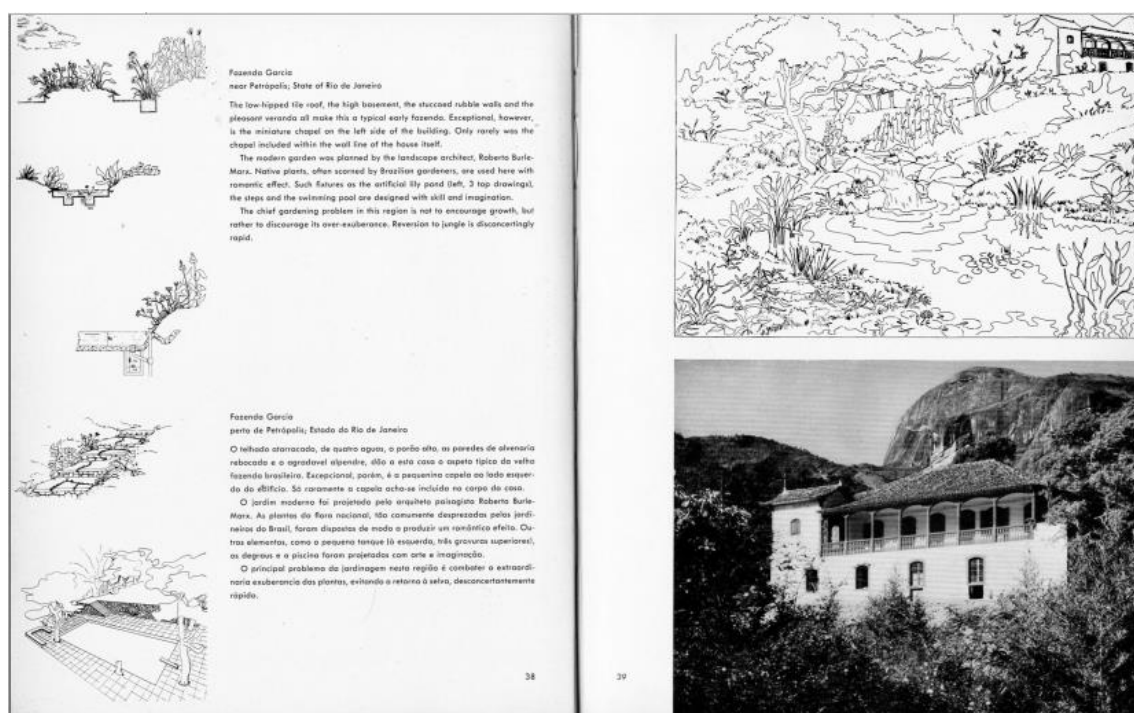 Fazenda Garcia
near Petrópolis; State of Rio de Janeiro
The low-hipped tile roof, the high basement, the stuccoed rubble walls and the
pleasant veranda all make this a typical early fazenda. Exceptional, however,
is the miniature chapel on the left side of the building. Only rarely was the
chapel included within the wall line of the house itself.
The modern garden was planned by the landscape architect, Roberto Burle-
Marx. Native plants, often scorned by Brazilian gardeners, are used here with
romantic effect. Such fixtures as the artificial lily pond (left, 3 top drawings),
the steps and the swimming pool are designed with skill and imagination.
The chief gardening problem in this region is not to encourage growth, but
rather to discourage its over-exuberance. Reversion to jungle is disconcertingly
rapid.
Fazenda Garcia
perto de Petrópolis; Estado do Rio de Janeiro
O telhado atarracado, de quatro aguas, o porão alto, as paredes de alvenaria
rebocada e o agradavel alpendre, dão a esta casa o aspeto tipico da velha
fazenda brasileira. Excepcional, porém, é a pequenina capela ao lado esquer-
do do edificio. Só raramente a capela acha-se incluida no corpo da casa.
O jardim moderno foi projetado pelo arquiteto paisagista Roberto Burle-
Marx. As plantas da flora nacional, tão comumente desprezadas pelos jardi-
neiros do Brasil, foram dispostas de modo a produzir um romântico efeito. Ou-
tros elementos, como o pequeno tanque (à esquerda, três gravuras superiores),
os degraus e a piscina foram projetados com arte e imaginação.
O principal problema da jardinagem nesta região é combater a extraordi-
naria exuberancia das plantas, evitando o retorno à selva, desconcertantemente
rápido.
38
39